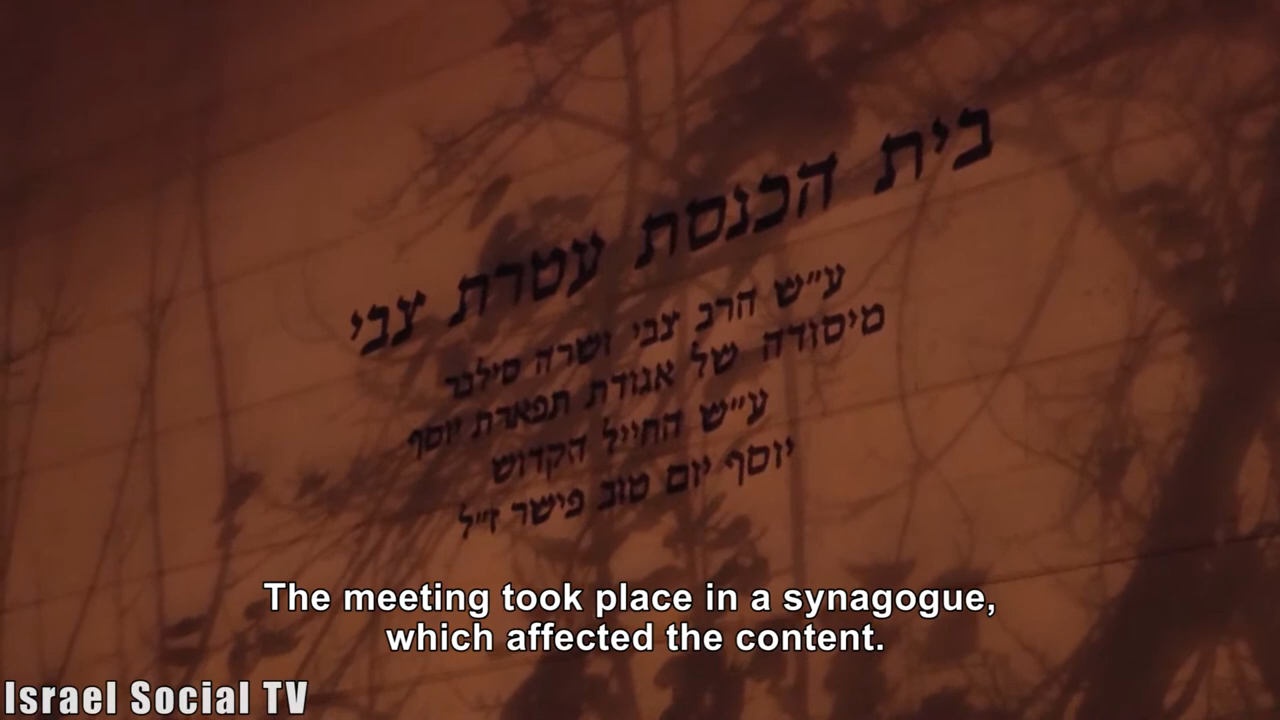 בית הכנסת עטרת צבי
ע״ש הרב צבי ושרה סילבר
מיסודה של אגודת תפארת יוסף
ע״ש החייל הקדוש
יוסף יום טוב פישר ז״ל
The meeting took place in a synagogue,
which affected the content.
Israel Social TV